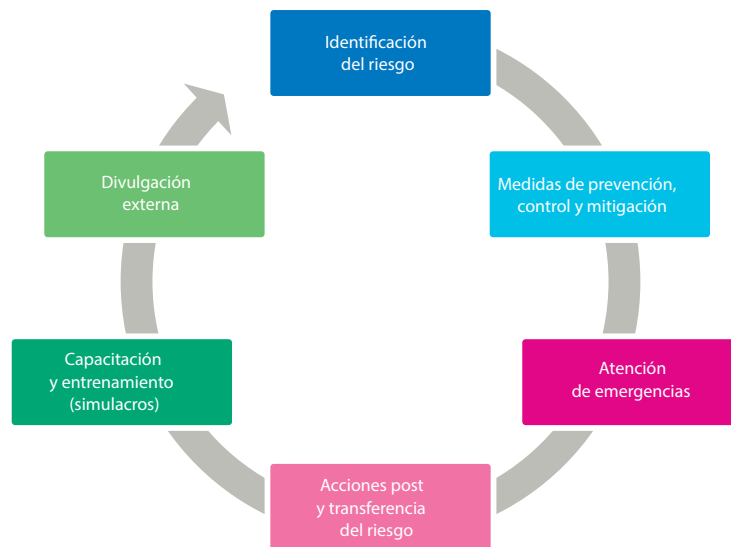 Identificación
del riesgo
Medidas de prevención,
control y mitigación
Atención
de emergencias
Acciones post
y transferencia
del riesgo
Capacitación
y entrenamiento
(simulacros)
Divulgación
externa